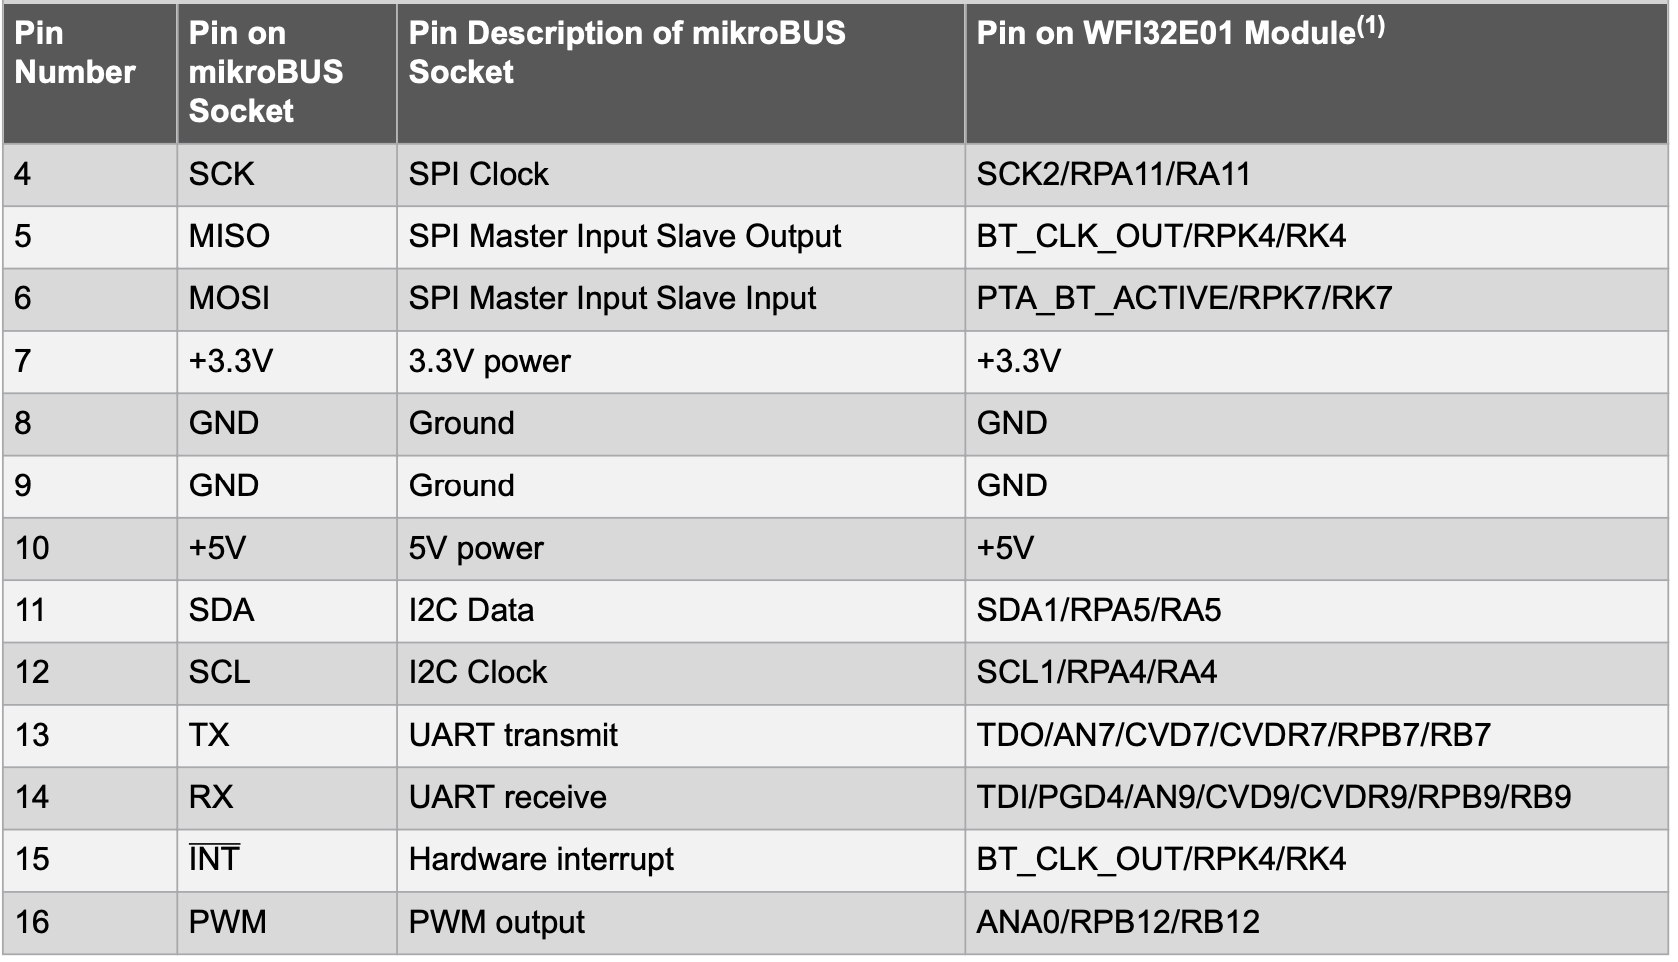 Pin Number | Pin on mikroBUS Socket | Pin Description of mikroBUS Socket | Pin on WFI32E01 Module(1)
4 | SCK | SPI Clock | SCK2/RPA11/RA11
5 | MISO | SPI Master Input Slave Output | BT_CLK_OUT/RPK4/RK4
6 | MOSI | SPI Master Input Slave Input | PTA_BT_ACTIVE/RPK7/RK7
7 | +3.3V | 3.3V power | +3.3V
8 | GND | Ground | GND
9 | GND | Ground | GND
10 | +5V | 5V power | +5V
11 | SDA | I2C Data | SDA1/RPA5/RA5
12 | SCL | I2C Clock | SCL1/RPA4/RA4
13 | TX | UART transmit | TDO/AN7/CVD7/CVDR7/RPB7/RB7
14 | RX | UART receive | TDI/PGD4/AN9/CVD9/CVDR9/RPB9/RB9
15 | I̅N̅T̅ | Hardware interrupt | BT_CLK_OUT/RPK4/RK4
16 | PWM | PWM output | ANA0/RPB12/RB12